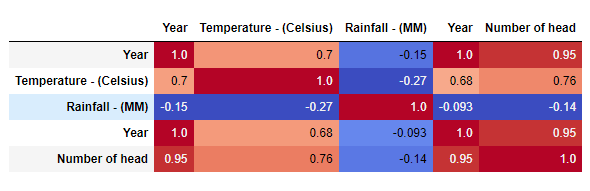 Year Temperature - (Celsius) Rainfall - (MM) Year Number of head
Year 1.0 0.7 -0.15 1.0 0.95
Temperature - (Celsius) 0.7 1.0 -0.27 0.68 0.76
Rainfall - (MM) -0.15 -0.27 1.0 -0.093 -0.14
Year 1.0 0.68 -0.093 1.0 0.95
Number of head 0.95 0.76 -0.14 0.95 1.0